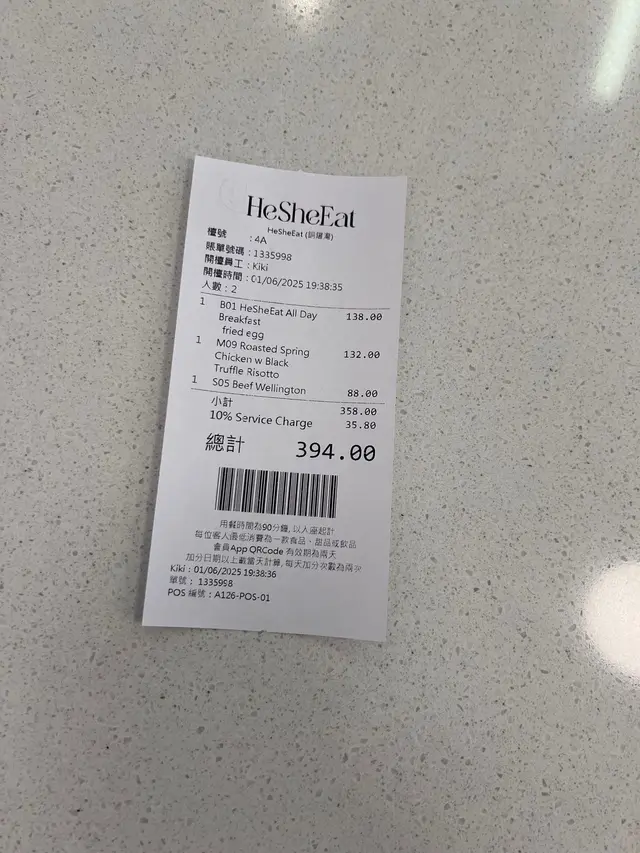 HeSheEat
HeSheEat (銅鑼灣)
檯號 : 4A
賬單號碼 : 1335998
開檯員工 : Kiki
開檯時間 : 01/06/2025 19:38:35
人數 : 2
1 B01 HeSheEat All Day 138.00
Breakfast
fried egg
1 M09 Roasted Spring 132.00
Chicken w Black
Truffle Risotto
1 S05 Beef Wellington 88.00
小計 358.00
10% Service Charge 35.80
總計 394.00
用餐時間為90分鐘, 以入座起計
每位客人最低消費為一款食品、甜品或飲品
會員App QRCode 有效期為兩天
加分日期以上載當天計算, 每天加分次數為兩次
Kiki : 01/06/2025 19:38:36
單號 : 1335998
POS 編號 : A126-POS-01